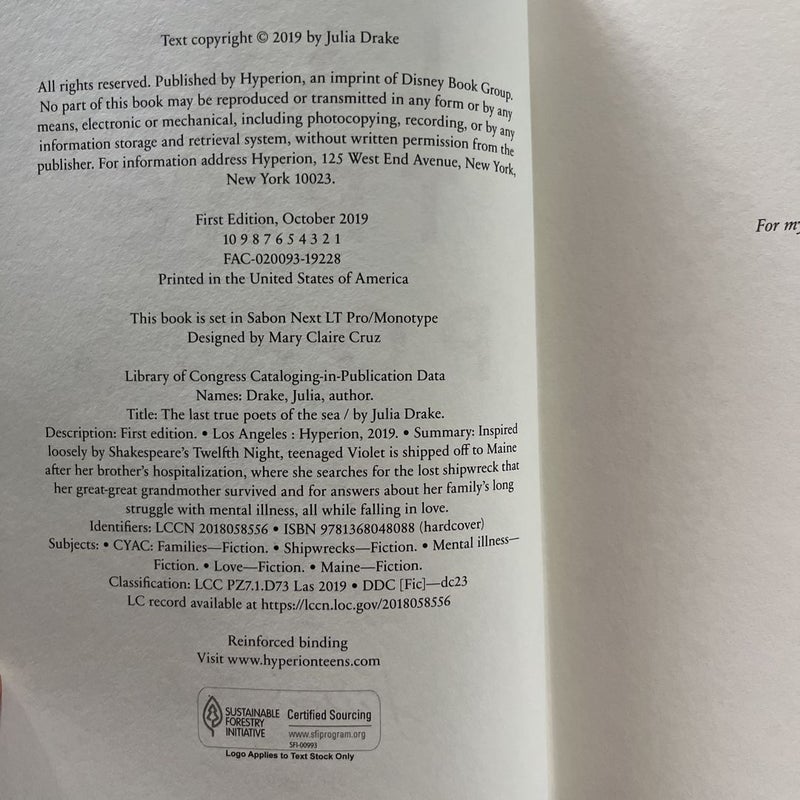 Text copyright © 2019 by Julia Drake
All rights reserved. Published by Hyperion, an imprint of Disney Book Group.
No part of this book may be reproduced or transmitted in any form or by any
means, electronic or mechanical, including photocopying, recording, or by any
information storage and retrieval system, without written permission from the
publisher. For information address Hyperion, 125 West End Avenue, New York,
New York 10023.
First Edition, October 2019
10 9 8 7 6 5 4 3 2 1
FAC-020093-19228
Printed in the United States of America
This book is set in Sabon Next LT Pro/Monotype
Designed by Mary Claire Cruz
Library of Congress Cataloging-in-Publication Data
Names: Drake, Julia, author.
Title: The last true poets of the sea / by Julia Drake.
Description: First edition. • Los Angeles : Hyperion, 2019. • Summary: Inspired
loosely by Shakespeare's Twelfth Night, teenaged Violet is shipped off to Maine
after her brother's hospitalization, where she searches for the lost shipwreck that
her great-great grandmother survived and for answers about her family's long
struggle with mental illness, all while falling in love.
Identifiers: LCCN 2018058556 • ISBN 9781368048088 (hardcover)
Subjects: • CYAC: Families—Fiction. • Shipwrecks—Fiction. • Mental illness—
Fiction. • Love—Fiction. • Maine—Fiction.
Classification: LCC PZ7.1.D73 Las 2019 • DDC [Fic]—dc23
LC record available at https://lccn.loc.gov/2018058556
Reinforced binding
Visit www.hyperionteens.com
SUSTAINABLE
FORESTRY
INITIATIVE
Certified Sourcing
www.sfiprogram.org
SFI-00993
Logo Applies to Text Stock Only
For my